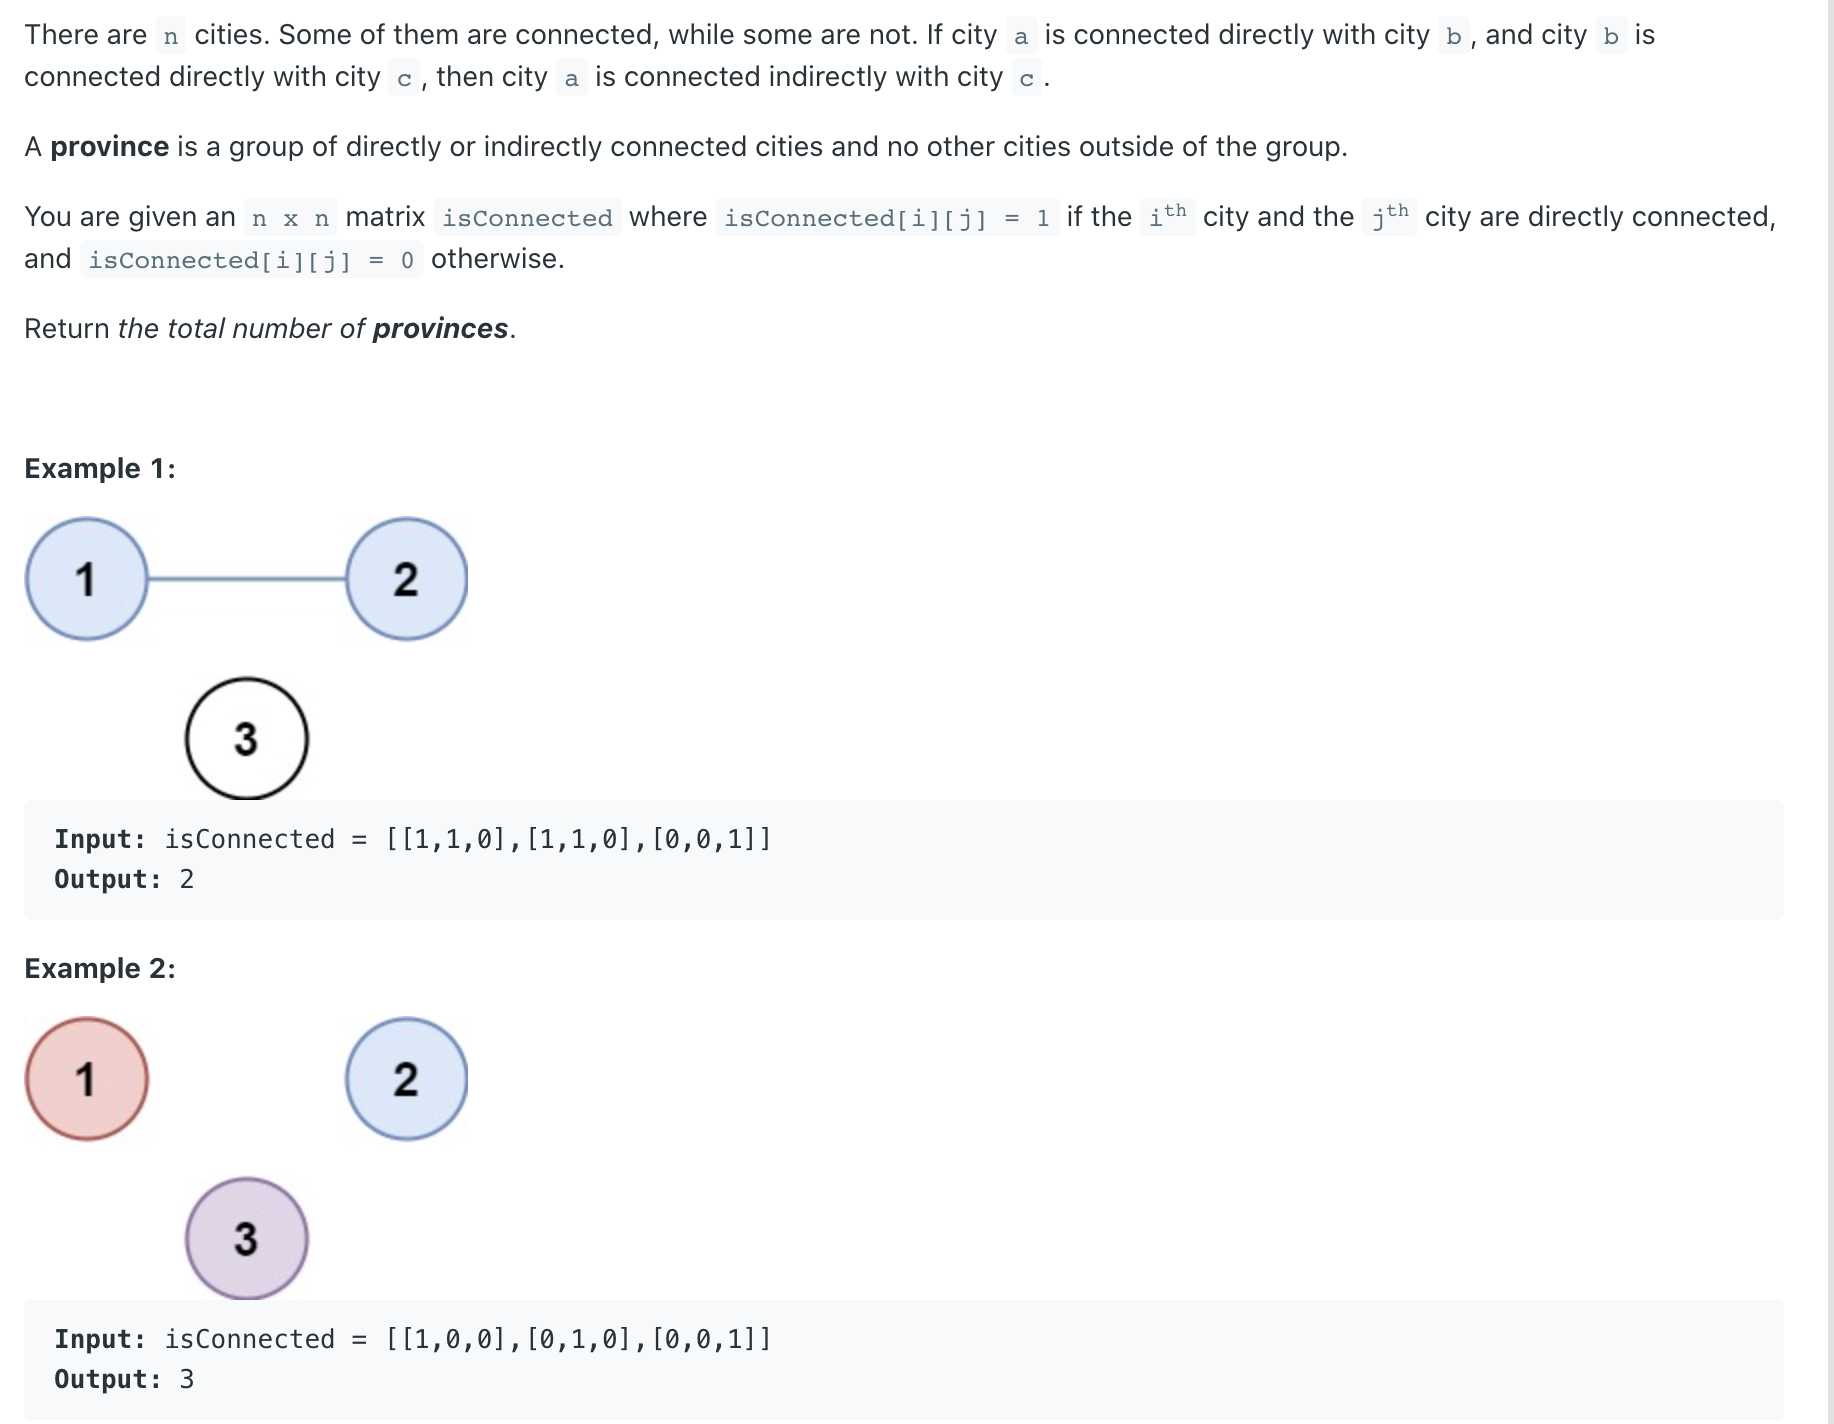 There are n cities. Some of them are connected, while some are not. If city a is connected directly with city b, and city b is
connected directly with city c, then city a is connected indirectly with city c.
A province is a group of directly or indirectly connected cities and no other cities outside of the group.
You are given an n x n matrix isConnected where isConnected[i][j] = 1 if the ith city and the jth city are directly connected,
and isConnected[i][j] = 0 otherwise.
Return the total number of provinces.
Example 1:
1 2
3
Input: isConnected = [[1,1,0],[1,1,0],[0,0,1]]
Output: 2
Example 2:
1 2
3
Input: isConnected = [[1,0,0],[0,1,0],[0,0,1]]
Output: 3